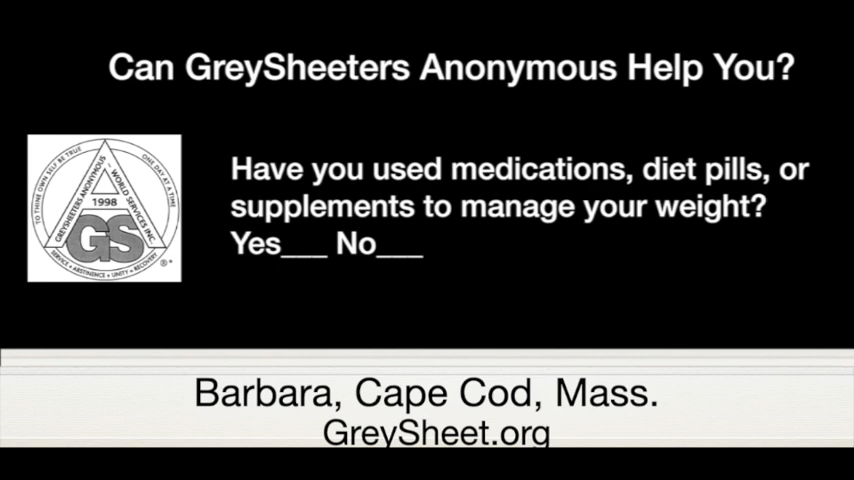 Can GreySheeters Anonymous Help You?
TO THINE OWN SELF BE TRUE
ONE DAY AT A TIME
GREYSHEETERS ANONYMOUS
WORLD SERVICES INC.
1998
GS
SERVICE • ABSTINENCE • UNITY = RECOVERY
®
Have you used medications, diet pills, or
supplements to manage your weight?
Yes___ No___
Barbara, Cape Cod, Mass.
GreySheet.org